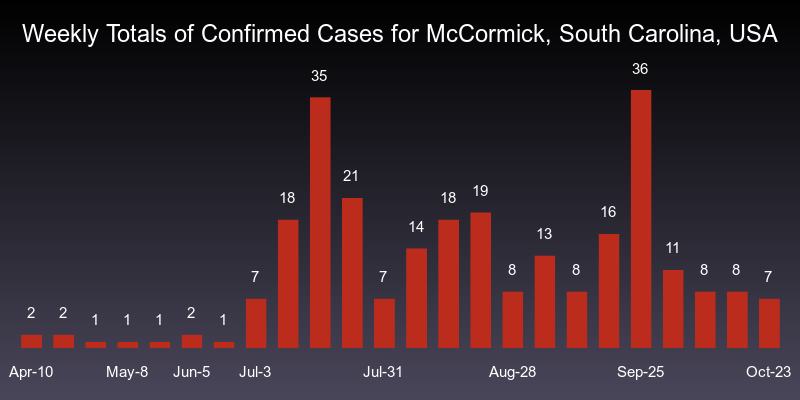 Weekly Totals of Confirmed Cases for McCormick, South Carolina, USA
2 2 1 1 1 2 1 7 18 35 21 7 14 18 19 8 13 8 16 36 11 8 8 7
Apr-10 May-8 Jun-5 Jul-3 Jul-31 Aug-28 Sep-25 Oct-23